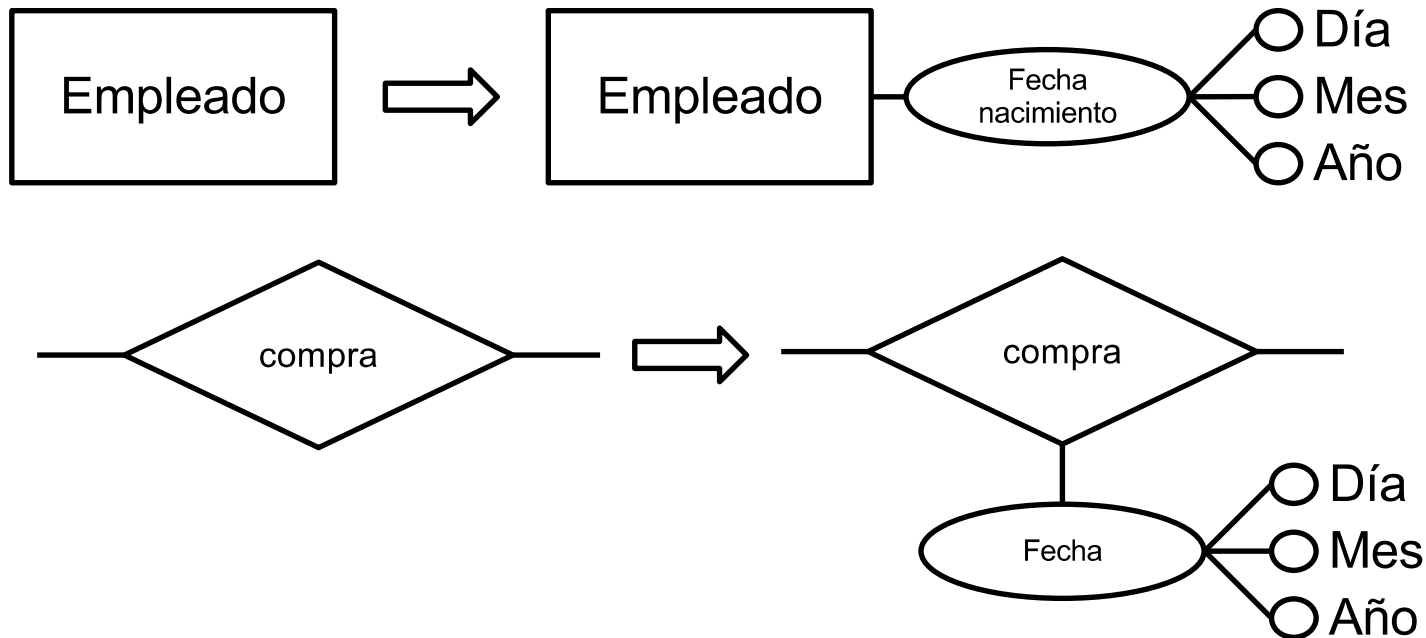 Empleado
Empleado
Fecha
nacimiento
Día
Mes
Año
compra
compra
Fecha
Día
Mes
Año